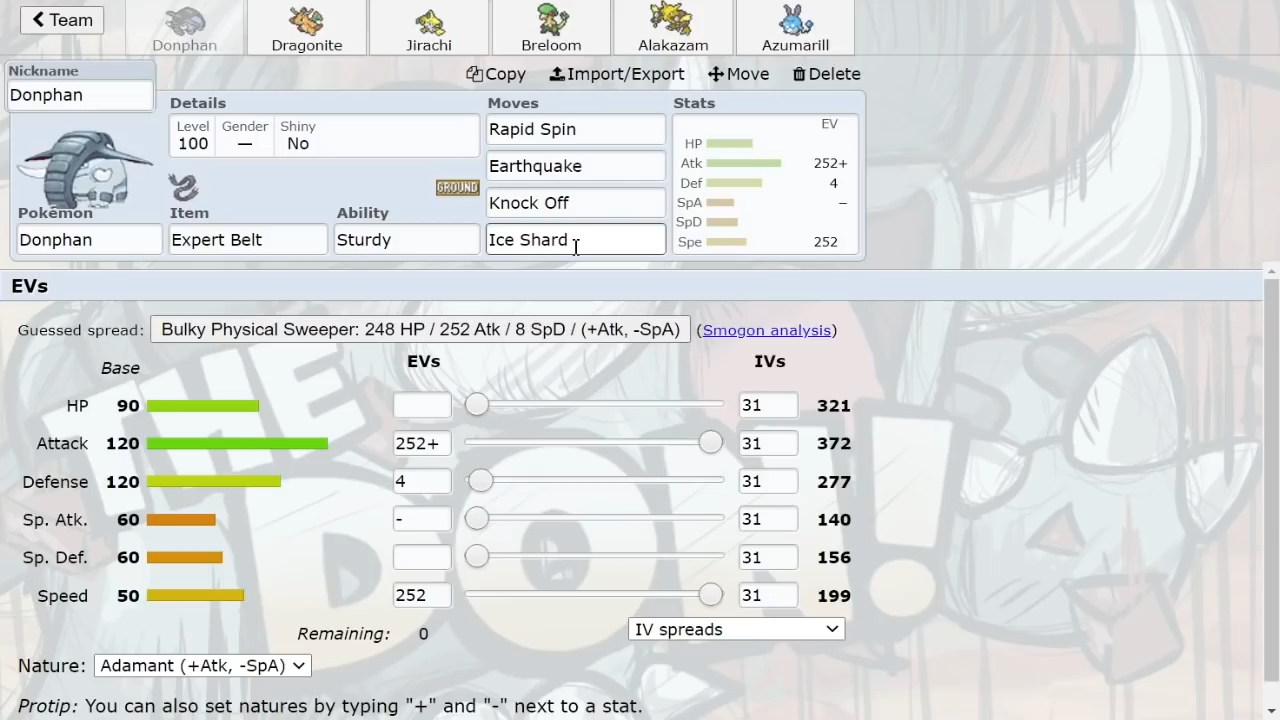 Team
Donphan
Dragonite
Jirachi
Breloom
Alakazam
Azumarill
Nickname
Donphan
Copy
Import/Export
Move
Delete
Details
Moves
Stats
Level
Gender
Shiny
100
—
No
Rapid Spin
Earthquake
Knock Off
Ice Shard
EV
HP
Atk 252+
Def 4
SpA –
SpD
Spe 252
GROUND
Pokémon
Item
Ability
Donphan
Expert Belt
Sturdy
EVs
Guessed spread: Bulky Physical Sweeper: 248 HP / 252 Atk / 8 SpD / (+Atk, -SpA) (Smogon analysis)
Base EVs IVs
HP 90 31 321
Attack 120 252+ 31 372
Defense 120 4 31 277
Sp. Atk. 60 - 31 140
Sp. Def. 60 31 156
Speed 50 252 31 199
Remaining: 0 IV spreads
Nature: Adamant (+Atk, -SpA)
Protip: You can also set natures by typing "+" and "-" next to a stat.
THE
DON!